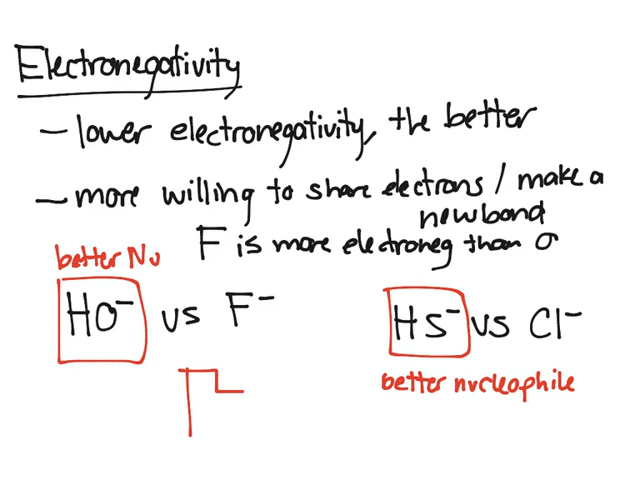 Electronegativity
- lower electronegativity, the better
- more willing to share electrons / make a
new bond
F is more electroneg than O
better Nu
HO⁻ vs F⁻
HS⁻ vs Cl⁻
better nucleophile